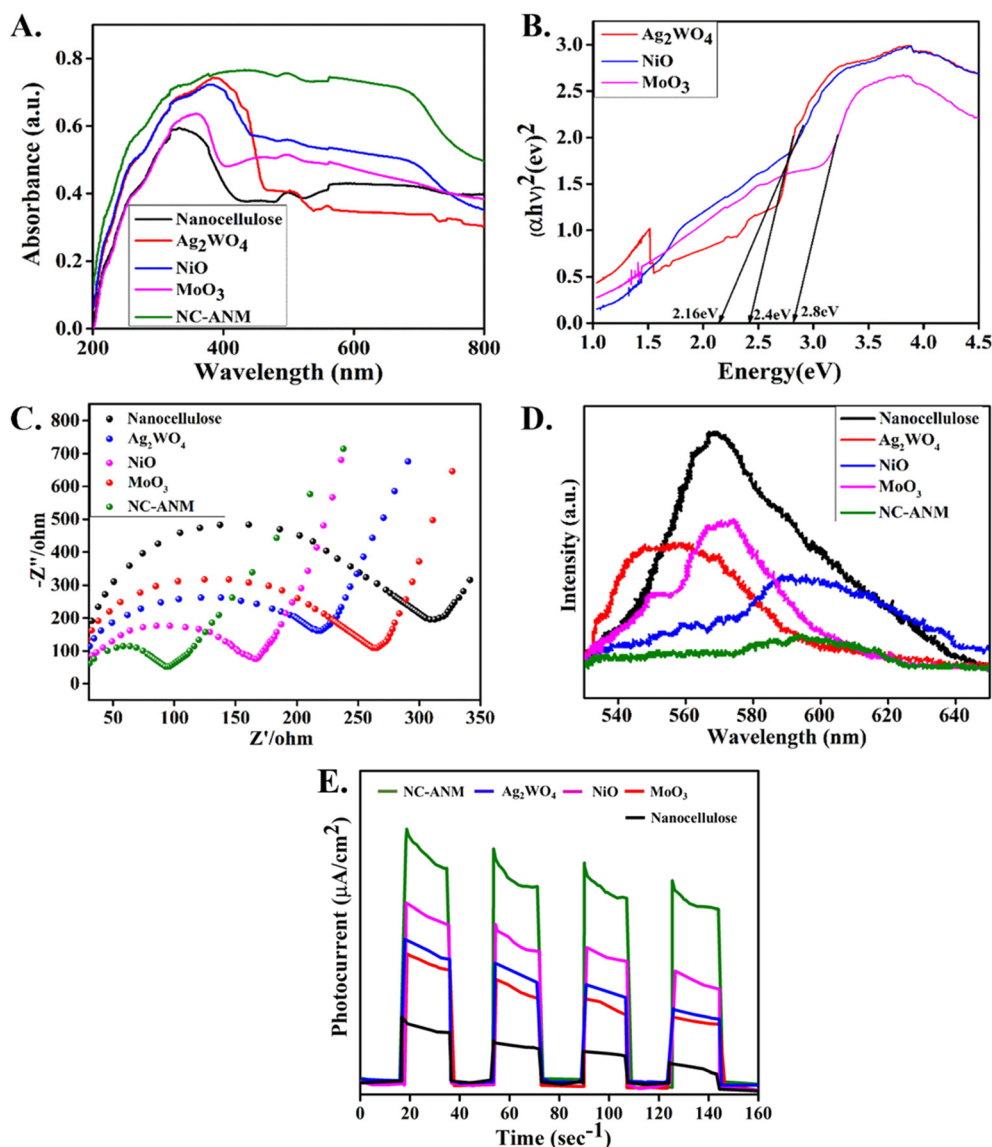 A.
Absorbance (a.u.)
0.8
0.6
0.4
0.2
0.0
Nanocellulose
Ag₂WO₄
NiO
MoO₃
NC-ANM
200 400 600 800
Wavelength (nm)
B.
(αhν)²(ev)²
3.0
2.5
2.0
1.5
1.0
0.5
0.0
Ag₂WO₄
NiO
MoO₃
2.16eV 2.4eV 2.8eV
1.0 1.5 2.0 2.5 3.0 3.5 4.0 4.5
Energy(eV)
C.
-Z"/ohm
800
700
600
500
400
300
200
100
0
Nanocellulose
Ag₂WO₄
NiO
MoO₃
NC-ANM
50 100 150 200 250 300 350
Z'/ohm
D.
Intensity (a.u.)
Nanocellulose
Ag₂WO₄
NiO
MoO₃
NC-ANM
540 560 580 600 620 640
Wavelength (nm)
E.
Photocurrent (µA/cm²)
NC-ANM Ag₂WO₄ NiO MoO₃
Nanocellulose
0 20 40 60 80 100 120 140 160
Time (sec⁻¹)